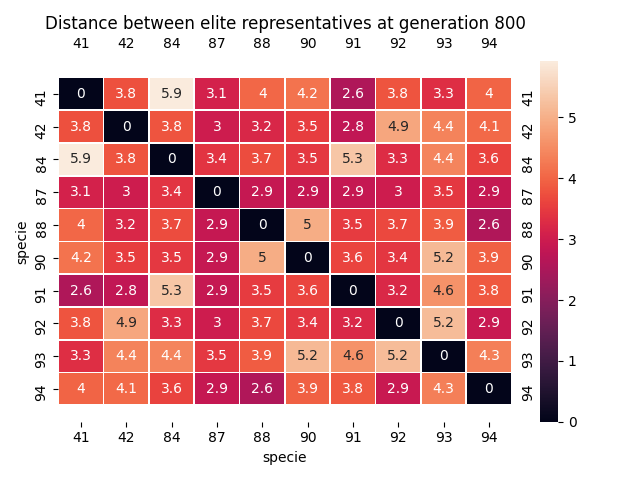 Distance between elite representatives at generation 800
41 42 84 87 88 90 91 92 93 94
41 0 3.8 5.9 3.1 4 4.2 2.6 3.8 3.3 4 41
42 3.8 0 3.8 3 3.2 3.5 2.8 4.9 4.4 4.1 42
84 5.9 3.8 0 3.4 3.7 3.5 5.3 3.3 4.4 3.6 84
87 3.1 3 3.4 0 2.9 2.9 2.9 3 3.5 2.9 87
88 4 3.2 3.7 2.9 0 5 3.5 3.7 3.9 2.6 88
90 4.2 3.5 3.5 2.9 5 0 3.6 3.4 5.2 3.9 90
91 2.6 2.8 5.3 2.9 3.5 3.6 0 3.2 4.6 3.8 91
92 3.8 4.9 3.3 3 3.7 3.4 3.2 0 5.2 2.9 92
93 3.3 4.4 4.4 3.5 3.9 5.2 4.6 5.2 0 4.3 93
94 4 4.1 3.6 2.9 2.6 3.9 3.8 2.9 4.3 0 94
41 42 84 87 88 90 91 92 93 94
specie
specie
5
4
3
2
1
0